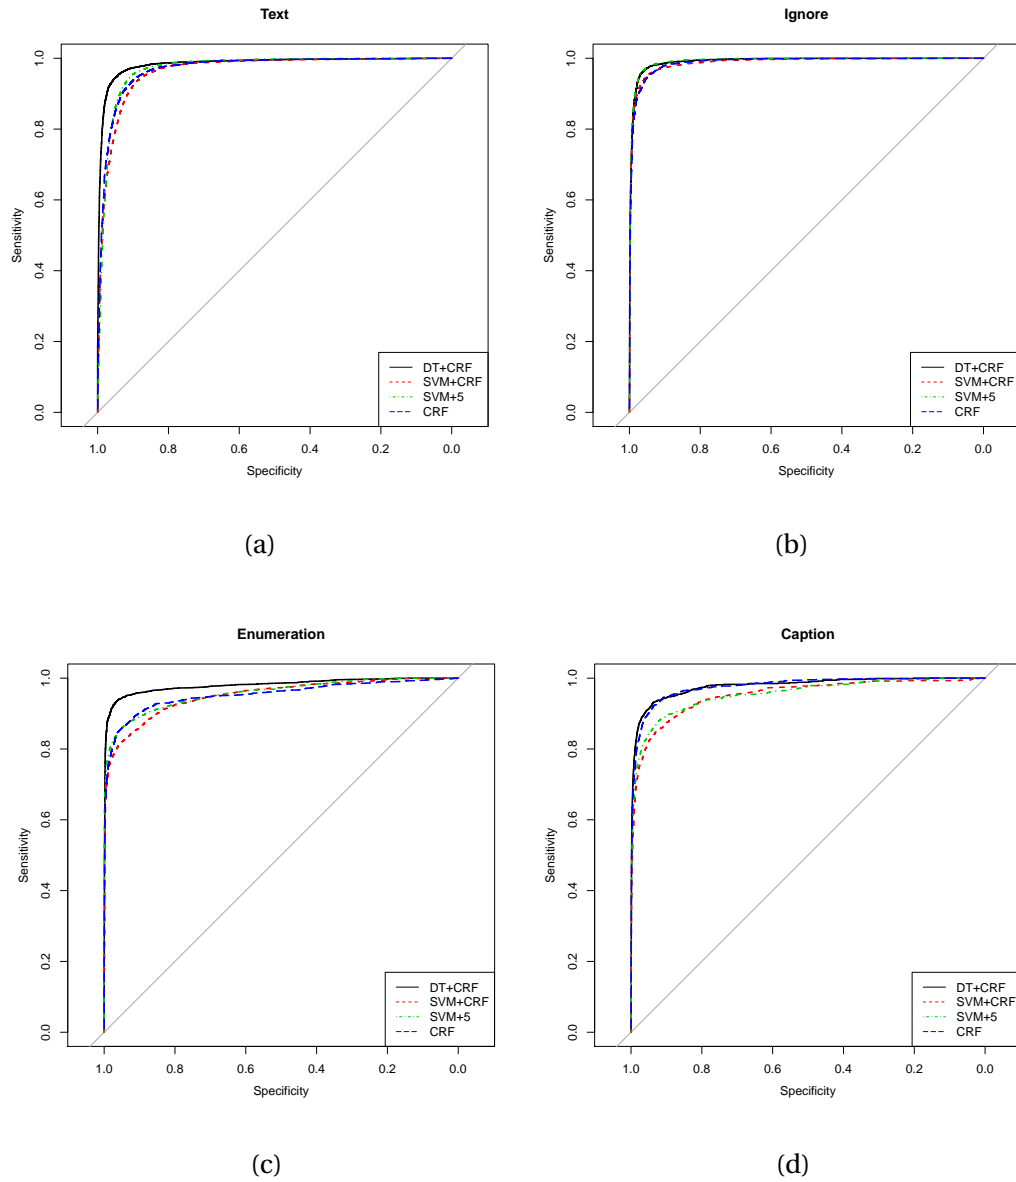 Text
Sensitivity
1.0
0.8
0.6
0.4
0.2
0.0
DT+CRF
SVM+CRF
SVM+5
CRF
1.0 0.8 0.6 0.4 0.2 0.0
Specificity
(a)
Ignore
Sensitivity
1.0
0.8
0.6
0.4
0.2
0.0
DT+CRF
SVM+CRF
SVM+5
CRF
1.0 0.8 0.6 0.4 0.2 0.0
Specificity
(b)
Enumeration
Sensitivity
1.0
0.8
0.6
0.4
0.2
0.0
DT+CRF
SVM+CRF
SVM+5
CRF
1.0 0.8 0.6 0.4 0.2 0.0
Specificity
(c)
Caption
Sensitivity
1.0
0.8
0.6
0.4
0.2
0.0
DT+CRF
SVM+CRF
SVM+5
CRF
1.0 0.8 0.6 0.4 0.2 0.0
Specificity
(d)